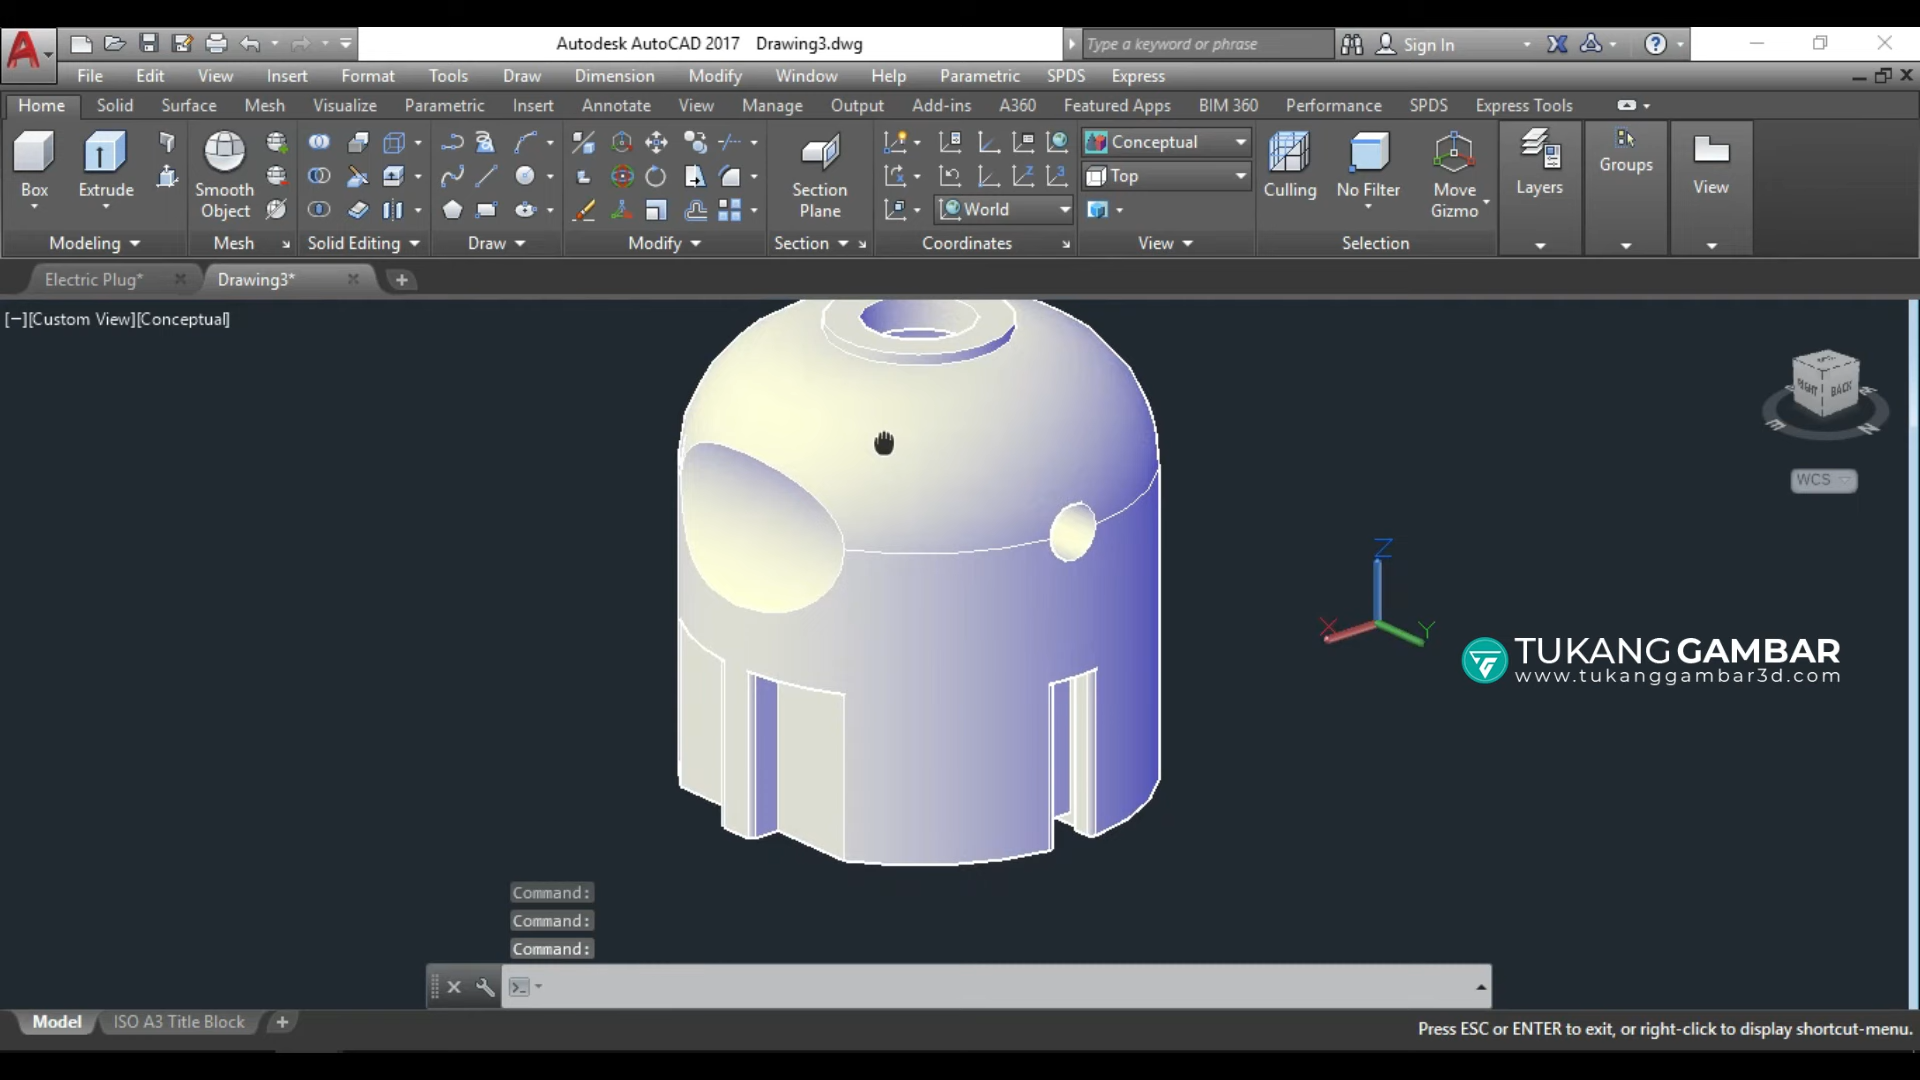 Autodesk AutoCAD 2017 Drawing3.dwg
Type a keyword or phrase
Sign In
File Edit View Insert Format Tools Draw Dimension Modify Window Help Parametric SPDS Express
Home Solid Surface Mesh Visualize Parametric Insert Annotate View Manage Output Add-ins A360 Featured Apps BIM 360 Performance SPDS Express Tools
Conceptual
Top
World
Box
Extrude
Smooth
Object
Section
Plane
Culling
No Filter
Move
Gizmo
Layers
Groups
View
Modeling
Mesh
Solid Editing
Draw
Modify
Section
Coordinates
View
Selection
Electric Plug*
Drawing3*
[−][Custom View][Conceptual]
RIGHT
BACK
E
N
WCS
Z
X
Y
TUKANGGAMBAR
www.tukanggambar3d.com
Command:
Command:
Command:
Model
ISO A3 Title Block
Press ESC or ENTER to exit, or right-click to display shortcut-menu.